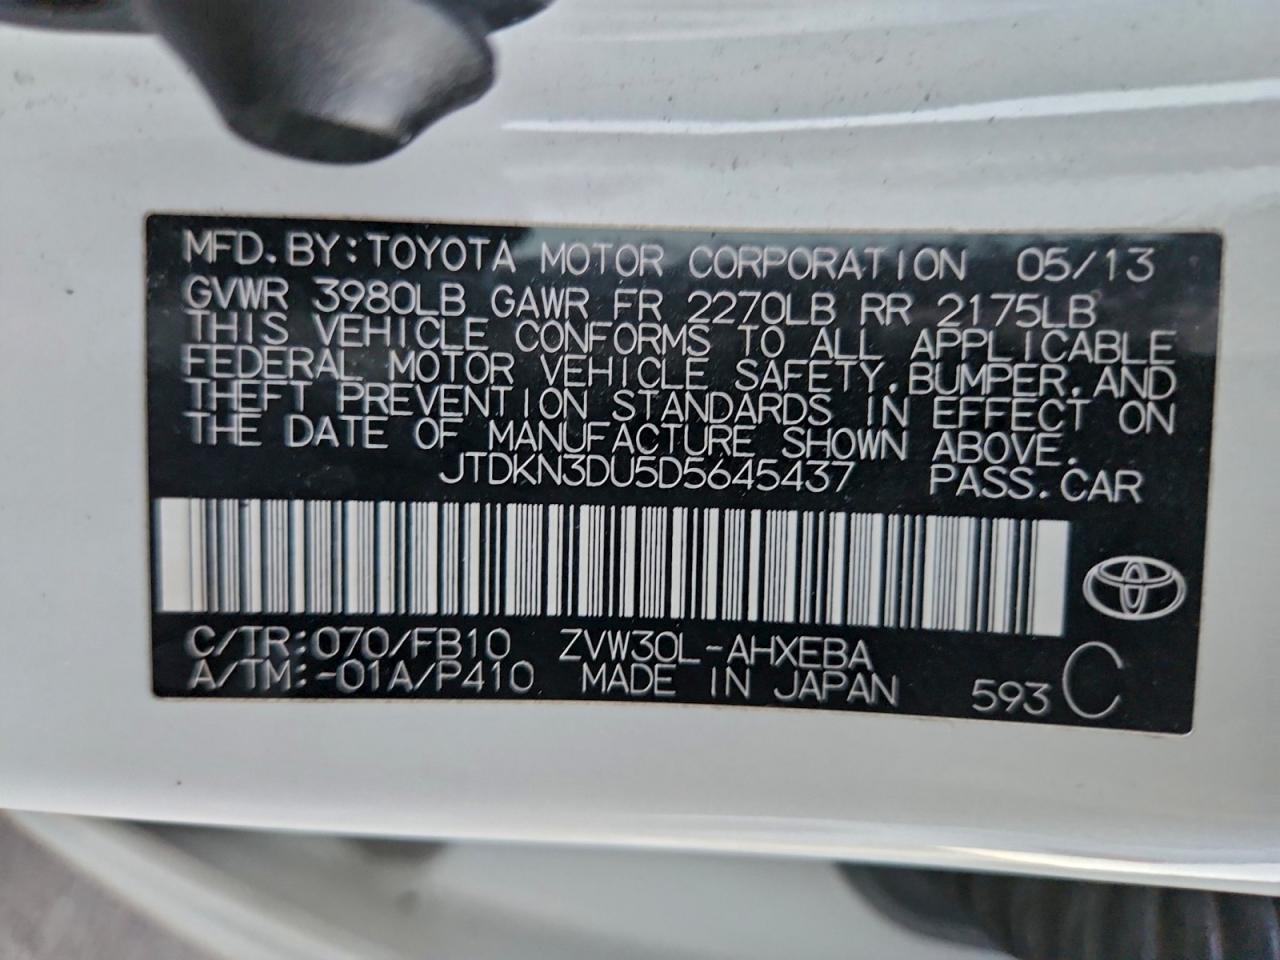 MFD. BY: TOYOTA MOTOR CORPORATION 05/13
GVWR 3980LB GAWR FR 2270LB RR 2175LB
THIS VEHICLE CONFORMS TO ALL APPLICABLE
FEDERAL MOTOR VEHICLE SAFETY, BUMPER, AND
THEFT PREVENTION STANDARDS IN EFFECT ON
THE DATE OF MANUFACTURE SHOWN ABOVE.
JTDKN3DU5D5645437 PASS. CAR
C/TR: 070/FB10 ZVW30L-AHXEBA
A/TM: -01A/P410 MADE IN JAPAN 593 C